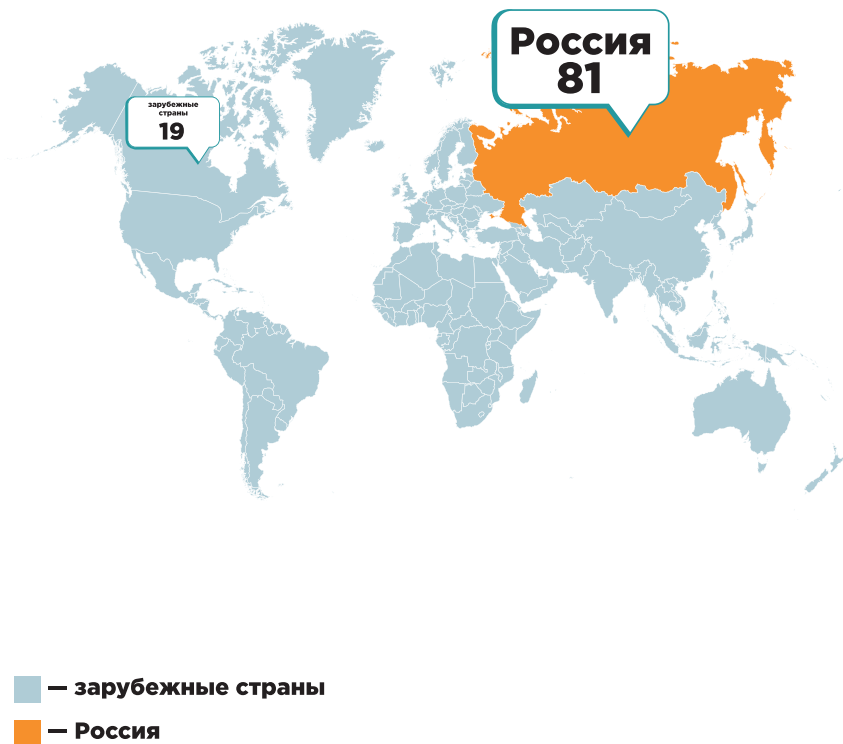 Россия
81
зарубежные
страны
19
— зарубежные страны
— Россия